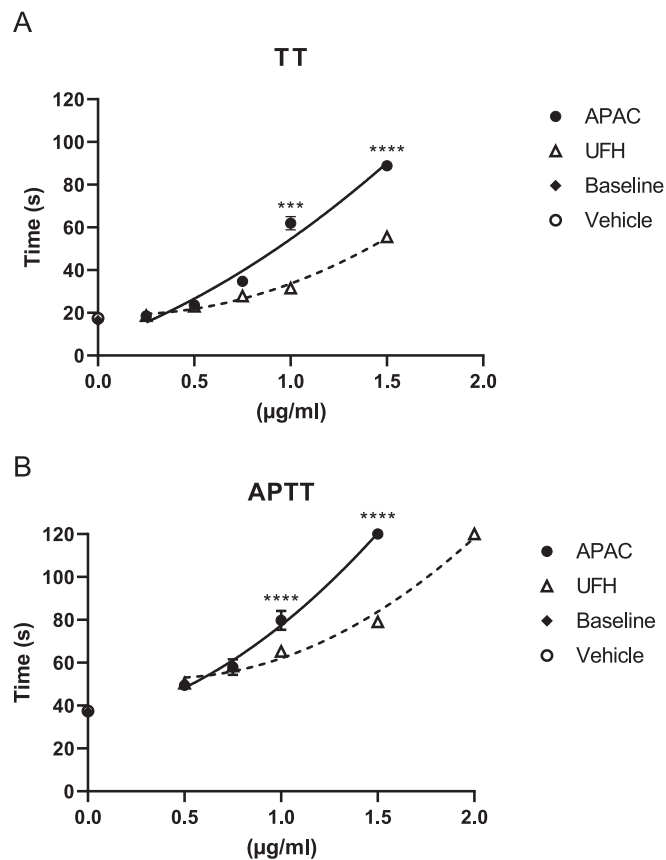 A
TT
Time (s)
120
100
80
60
40
20
0
*** 
****
0.0 0.5 1.0 1.5 2.0
(µg/ml)
APAC
UFH
Baseline
Vehicle
B
APTT
Time (s)
120
100
80
60
40
20
0
****
****
0.0 0.5 1.0 1.5 2.0
(µg/ml)
APAC
UFH
Baseline
Vehicle